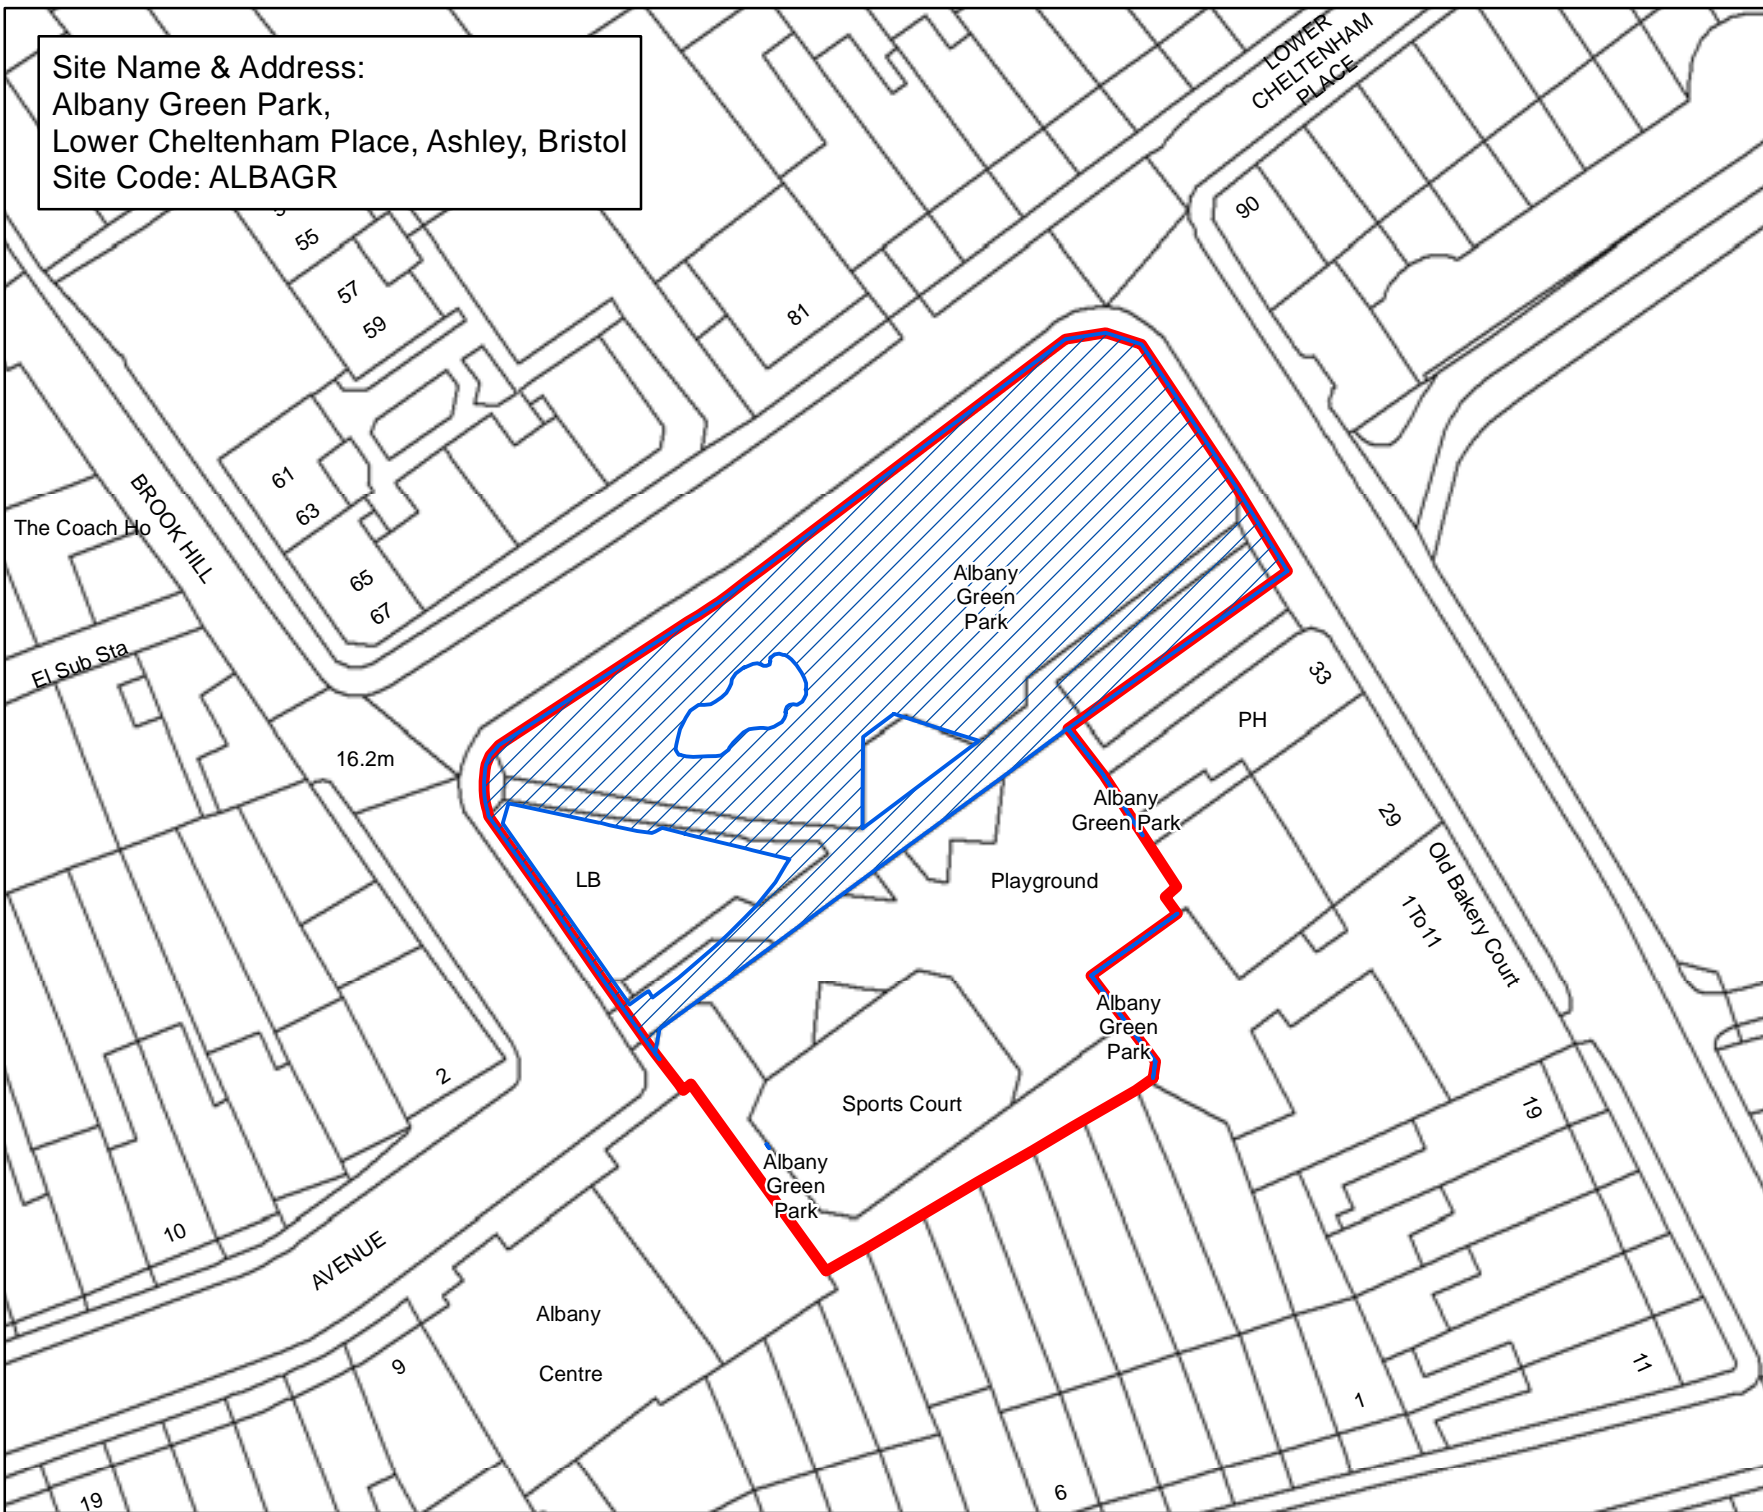 Site Name & Address:
Albany Green Park,
Lower Cheltenham Place, Ashley, Bristol
Site Code: ALBAGR
LOWER
CHELTENHAM
PLACE
90
55
57
59
81
61
63
65
67
BROOK HILL
The Coach Ho
El Sub Sta
16.2m
Albany
Green
Park
33
PH
Albany
Green Park
29
LB
Playground
Old Bakery Court
1To11
Albany
Green
Park
2
Sports Court
19
Albany
Green
Park
10
AVENUE
Albany
Centre
9
11
1
6
19